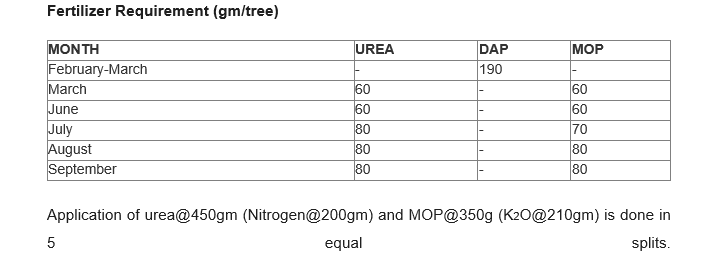 Fertilizer Requirement (gm/tree)
MONTH UREA DAP MOP
February-March - 190 -
March 60 - 60
June 60 - 60
July 80 - 70
August 80 - 80
September 80 - 80
Application of urea@450gm (Nitrogen@200gm) and MOP@350g (K2O@210gm) is done in
5 equal splits.